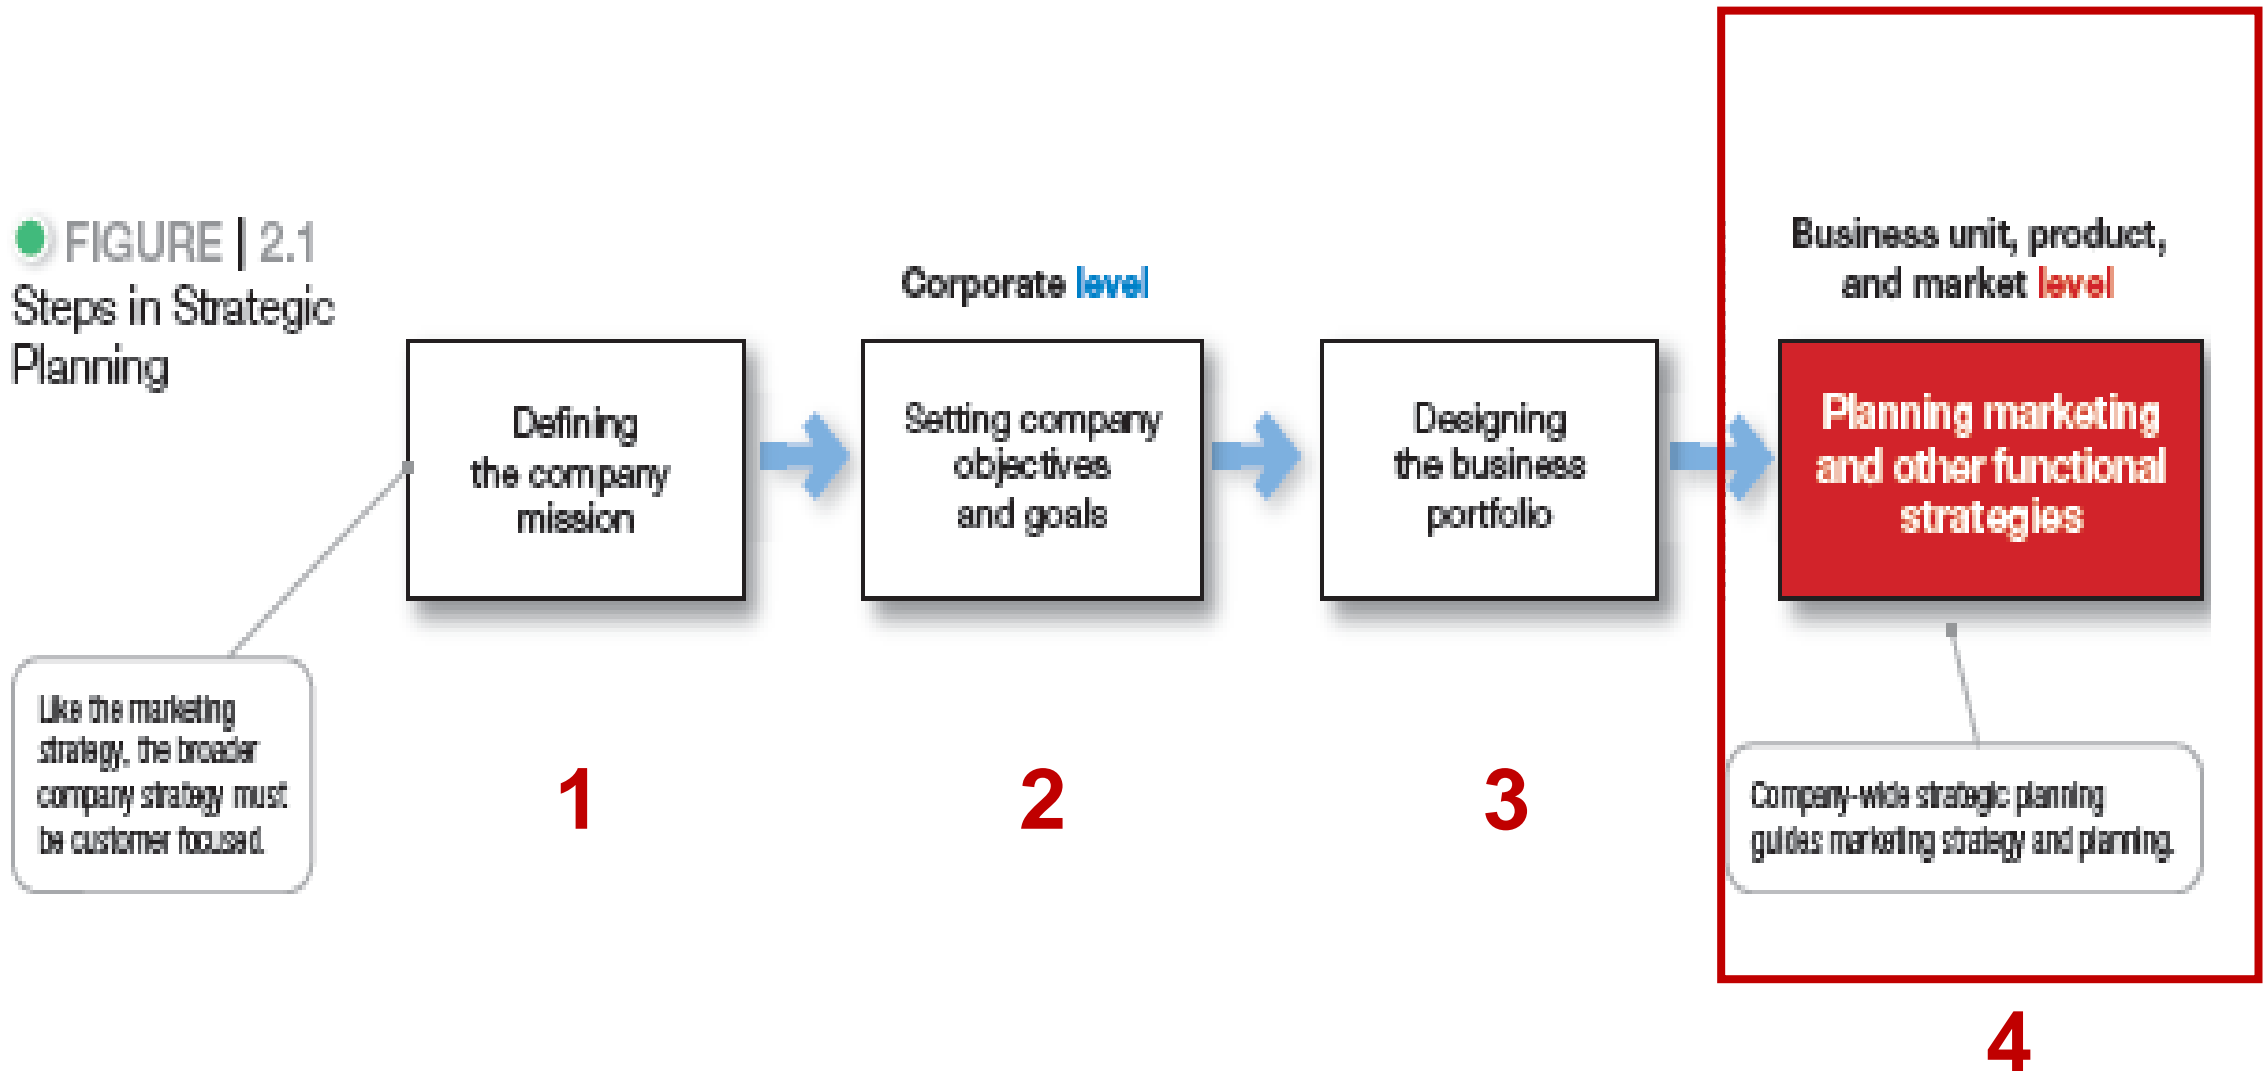 FIGURE | 2.1
Steps in Strategic
Planning
Corporate level
Business unit, product,
and market level
Defining
the company
mission
Setting company
objectives
and goals
Designing
the business
portfolio
Planning marketing
and other functional
strategies
Like the marketing
strategy, the broader
company strategy must
be customer focused.
Company-wide strategic planning
guides marketing strategy and planning.
1
2
3
4